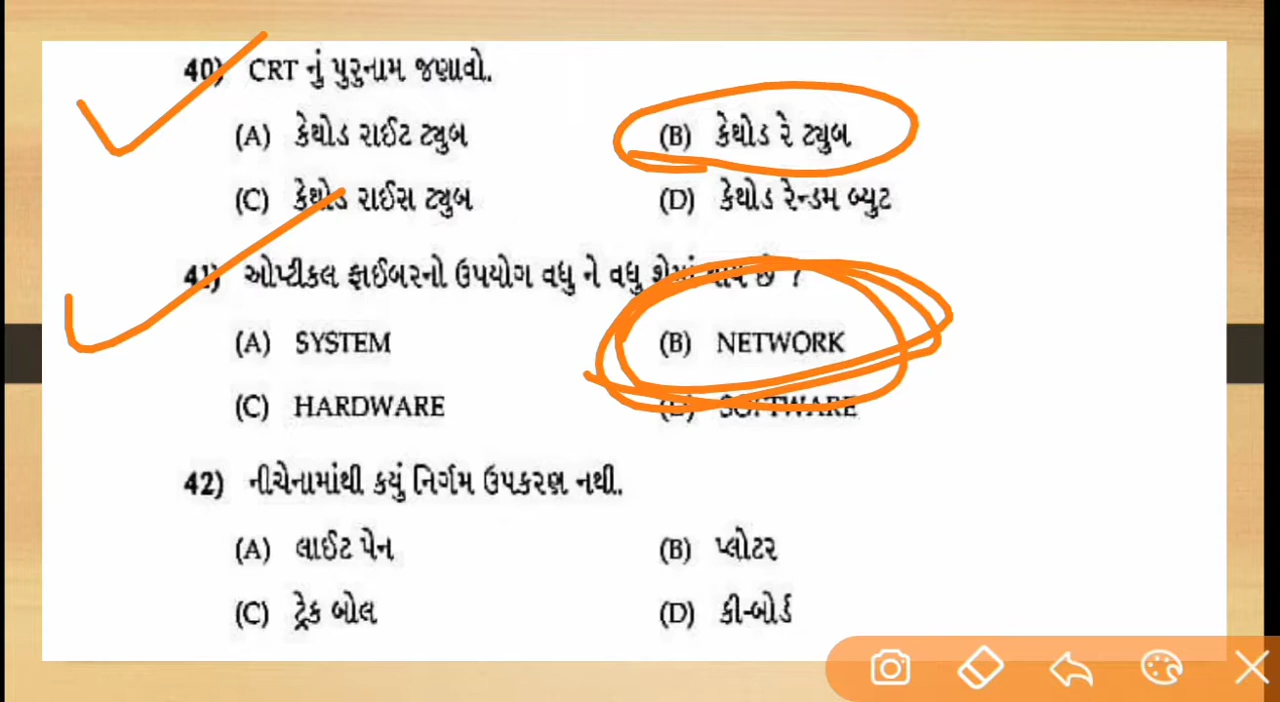 40) CRT નું પુરુનામ જણાવો.
(A) કેથોડ રાઈટ ટ્યુબ (B) કેથોડ રે ટ્યુબ
(C) કેથોડ રાઈસ ટ્યુબ (D) કેથોડ રેન્ડમ બ્યુટ
41) ઓપ્ટીકલ ફાઈબરનો ઉપયોગ વધુ ને વધુ શેમાં થાય છે ?
(A) SYSTEM (B) NETWORK
(C) HARDWARE (D) SOFTWARE
42) નીચેનામાંથી કયું નિર્ગમ ઉપકરણ નથી.
(A) લાઈટ પેન (B) પ્લોટર
(C) ટ્રેક બોલ (D) કી-બોર્ડ